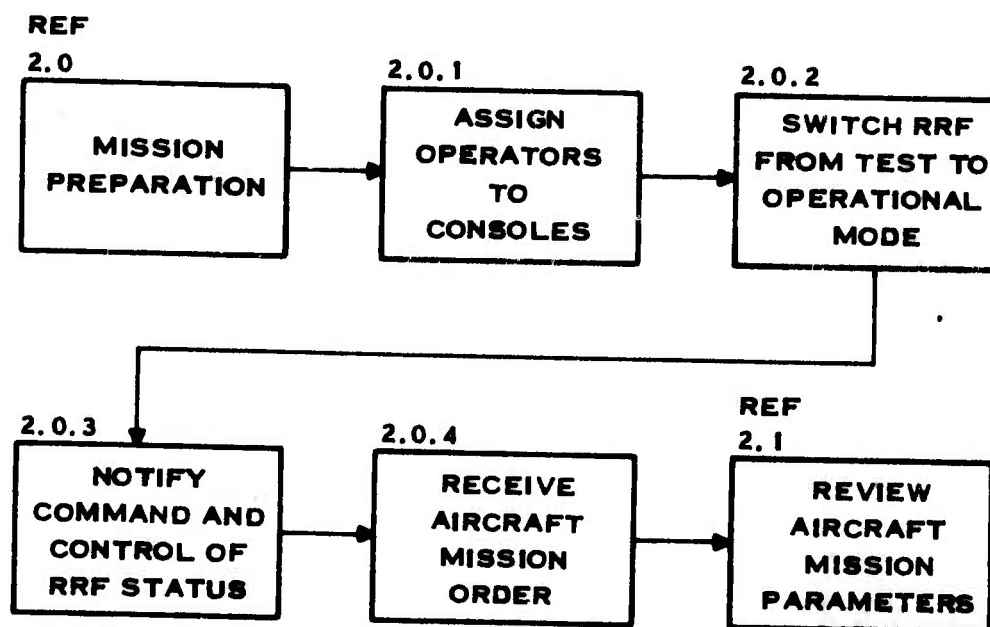 REF
2.0
MISSION
PREPARATION
2.0.1
ASSIGN
OPERATORS
TO
CONSOLES
2.0.2
SWITCH RRF
FROM TEST TO
OPERATIONAL
MODE
2.0.3
NOTIFY
COMMAND AND
CONTROL OF
RRF STATUS
2.0.4
RECEIVE
AIRCRAFT
MISSION
ORDER
REF
2.1
REVIEW
AIRCRAFT
MISSION
PARAMETERS